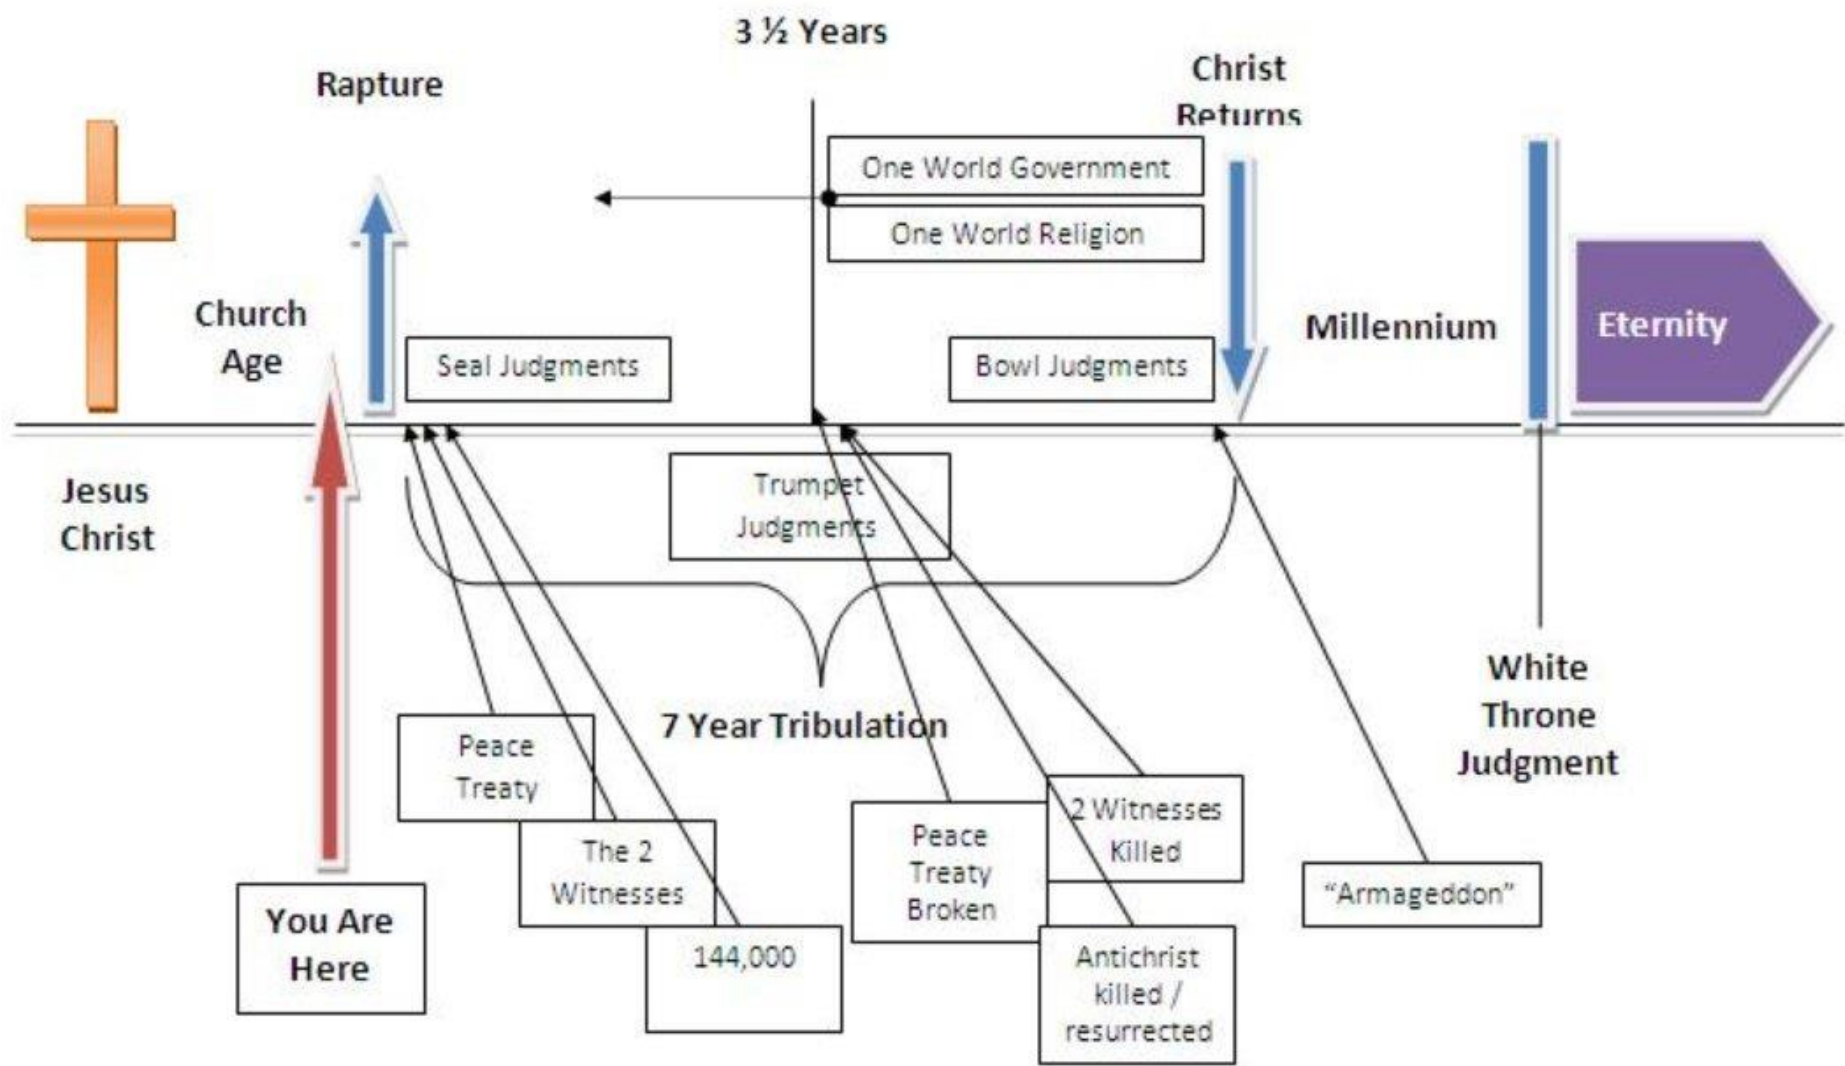 3 ½ Years
Rapture
Christ
Returns
One World Government
One World Religion
Church
Age
Seal Judgments
Bowl Judgments
Millennium
Eternity
Jesus
Christ
Trumpet
Judgments
7 Year Tribulation
White
Throne
Judgment
Peace
Treaty
The 2
Witnesses
144,000
Peace
Treaty
Broken
2 Witnesses
Killed
Antichrist
killed /
resurrected
“Armageddon”
You Are
Here